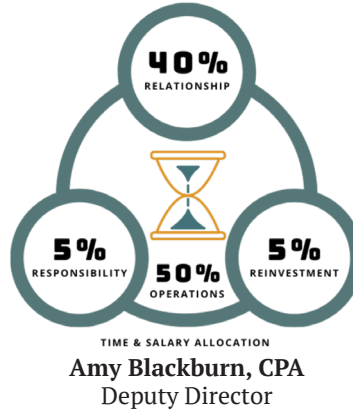 40%
RELATIONSHIP
5%
RESPONSIBILITY
50%
OPERATIONS
5%
REINVESTMENT
TIME & SALARY ALLOCATION
Amy Blackburn, CPA
Deputy Director